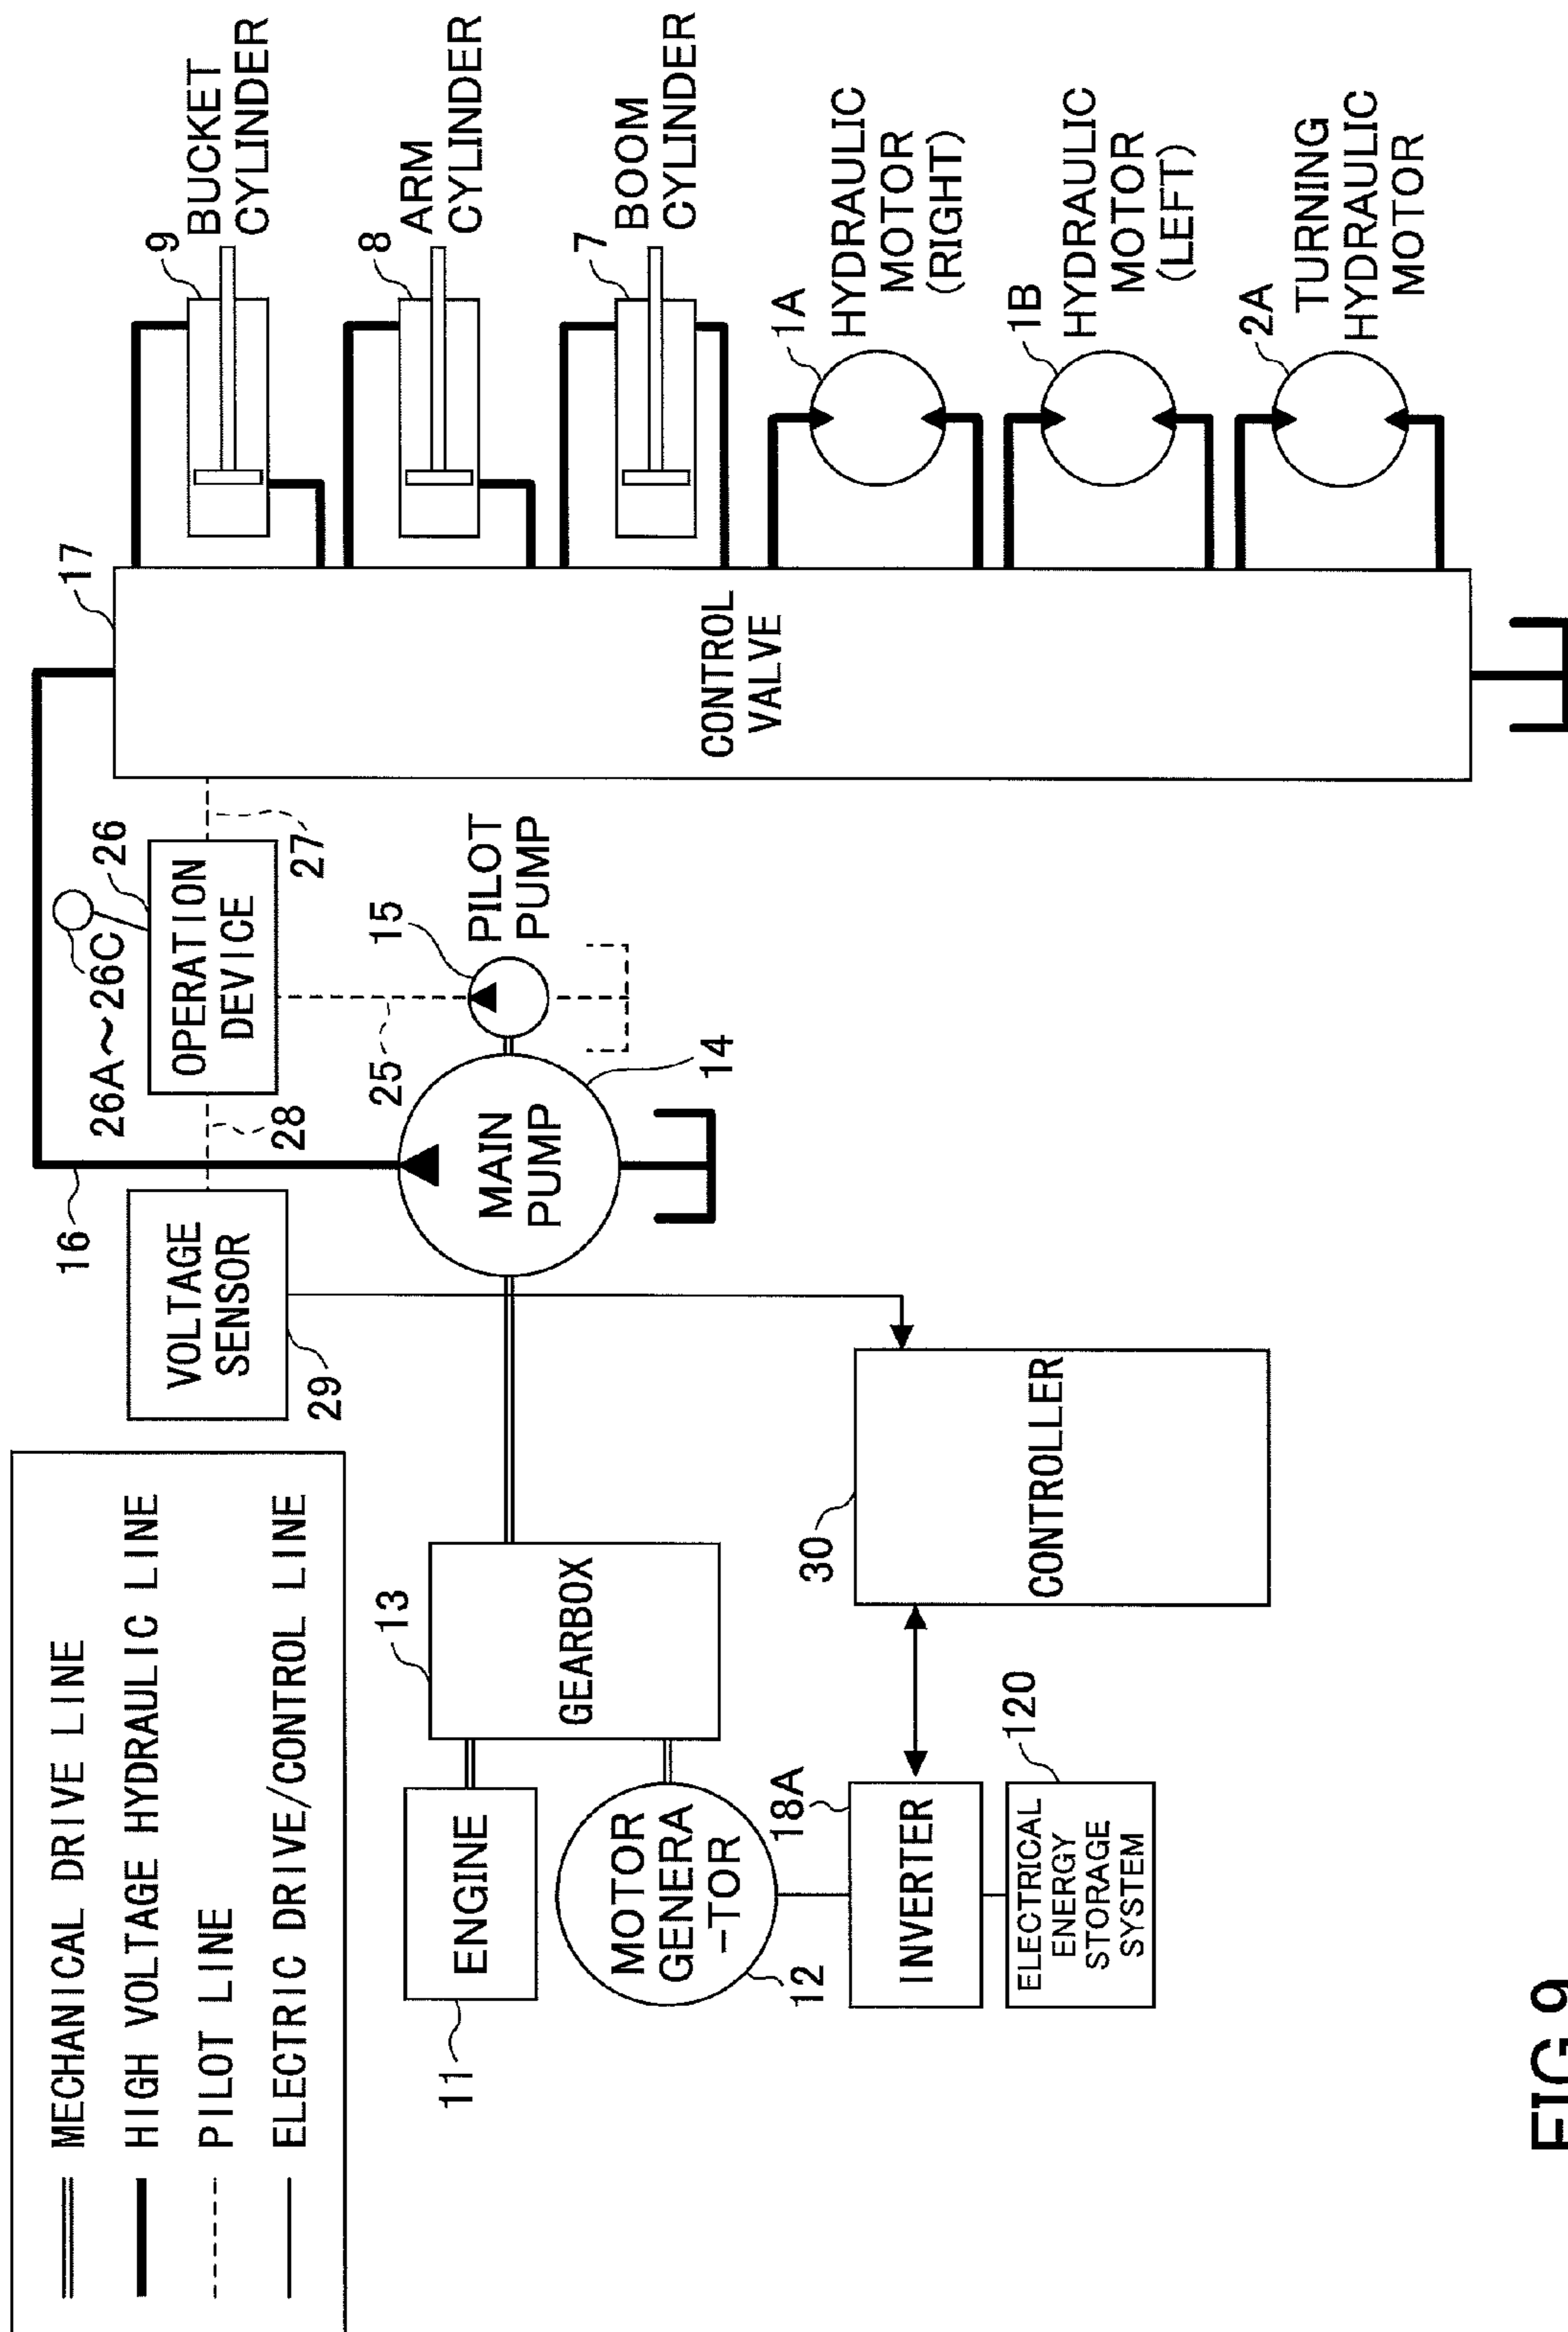 MECHANICAL DRIVE LINE
HIGH VOLTAGE HYDRAULIC LINE
PILOT LINE
ELECTRIC DRIVE/CONTROL LINE
16
VOLTAGE
SENSOR
29
28
26A~26C
26
OPERATION
DEVICE
27
25
15
PILOT
PUMP
14
MAIN
PUMP
13
GEARBOX
11
ENGINE
MOTOR
GENERA
-TOR
12
18A
INVERTER
120
ELECTRICAL
ENERGY
STORAGE
SYSTEM
30
CONTROLLER
17
CONTROL
VALVE
9
BUCKET
CYLINDER
8
ARM
CYLINDER
7
BOOM
CYLINDER
1A
HYDRAULIC
MOTOR
(RIGHT)
1B
HYDRAULIC
MOTOR
(LEFT)
2A
TURNING
HYDRAULIC
MOTOR
FIG.9